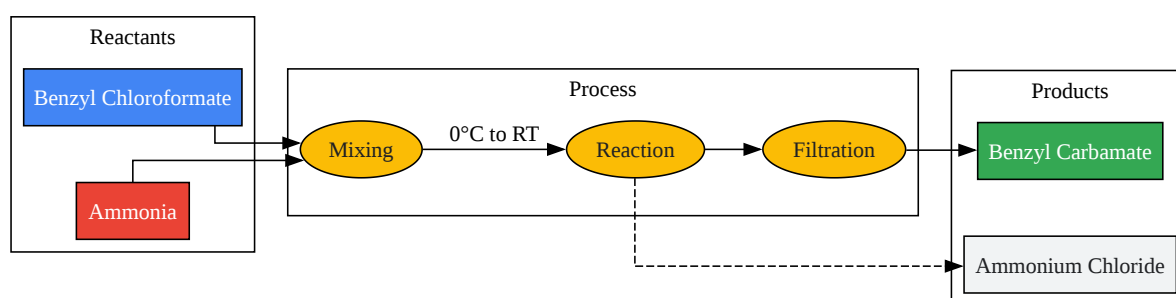 Reactants
Benzyl Chloroformate
Ammonia
Process
Mixing
0°C to RT
Reaction
Filtration
Products
Benzyl Carbamate
Ammonium Chloride